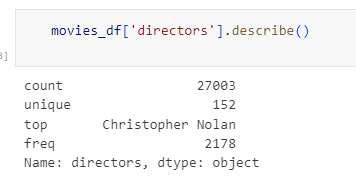 movies_df['directors'].describe()
]
count 27003
unique 152
top Christopher Nolan
freq 2178
Name: directors, dtype: object